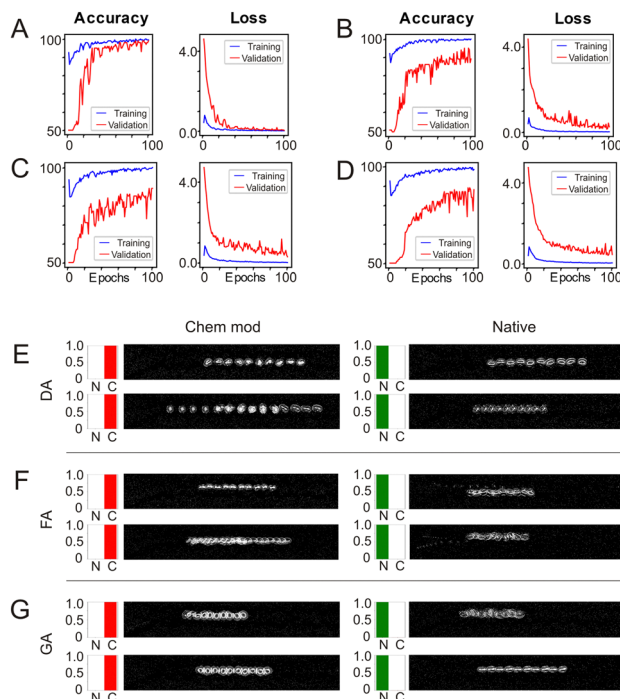 A Accuracy Loss B Accuracy Loss
100 4.0 100 4.0
Training Training
Validation Validation
Training Training
Validation Validation
50 0.0 50 0.0
0 100 0 100 0 100 0 100
C D
100 4.0 100 4.0
Training Training
Validation Validation
Training Training
Validation Validation
50 0.0 50 0.0
0 Epochs 100 0 Epochs 100 0 Epochs 100 0 Epochs 100
Chem mod Native
E
DA
1.0 1.0
0.5 0.5
0 0
N C N C
1.0 1.0
0.5 0.5
0 0
N C N C
F
FA
1.0 1.0
0.5 0.5
0 0
N C N C
1.0 1.0
0.5 0.5
0 0
N C N C
G
GA
1.0 1.0
0.5 0.5
0 0
N C N C
1.0 1.0
0.5 0.5
0 0
N C N C